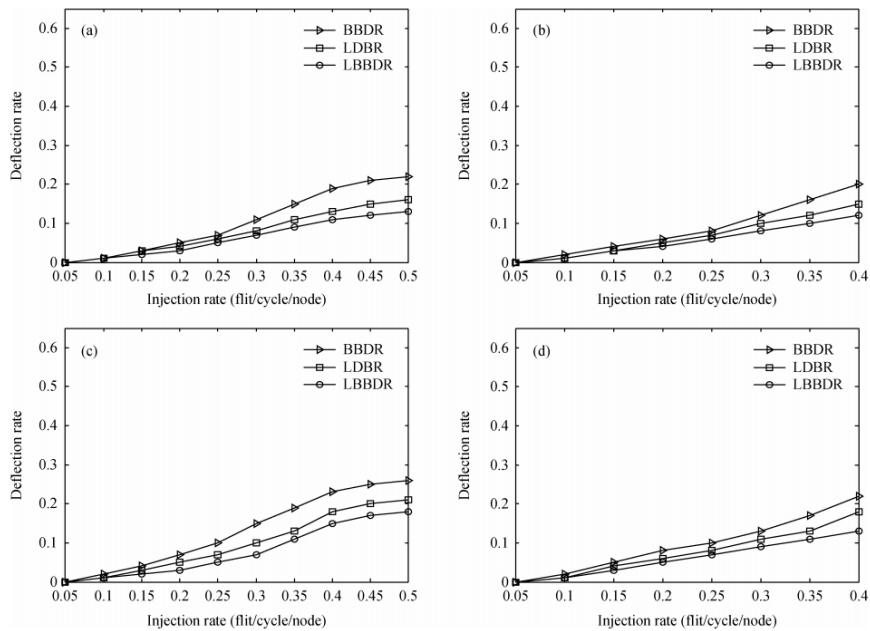 (a)
BBDR
LDBR
LBBDR
Deflection rate
0.6
0.5
0.4
0.3
0.2
0.1
0
0.05 0.1 0.15 0.2 0.25 0.3 0.35 0.4 0.45 0.5
Injection rate (flit/cycle/node)
(b)
BBDR
LDBR
LBBDR
Deflection rate
0.6
0.5
0.4
0.3
0.2
0.1
0
0.05 0.1 0.15 0.2 0.25 0.3 0.35 0.4
Injection rate (flit/cycle/node)
(c)
BBDR
LDBR
LBBDR
Deflection rate
0.6
0.5
0.4
0.3
0.2
0.1
0
0.05 0.1 0.15 0.2 0.25 0.3 0.35 0.4 0.45 0.5
Injection rate (flit/cycle/node)
(d)
BBDR
LDBR
LBBDR
Deflection rate
0.6
0.5
0.4
0.3
0.2
0.1
0
0.05 0.1 0.15 0.2 0.25 0.3 0.35 0.4
Injection rate (flit/cycle/node)